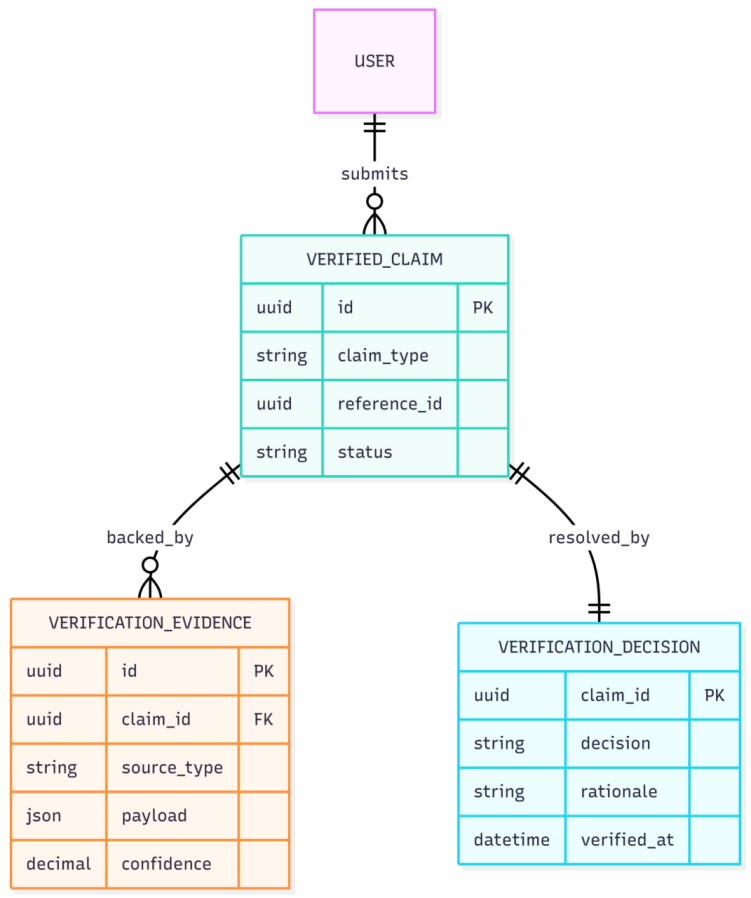 USER
submits
VERIFIED_CLAIM
uuid id PK
string claim_type
uuid reference_id
string status
backed_by
resolved_by
VERIFICATION_EVIDENCE
uuid id PK
uuid claim_id FK
string source_type
json payload
decimal confidence
VERIFICATION_DECISION
uuid claim_id PK
string decision
string rationale
datetime verified_at